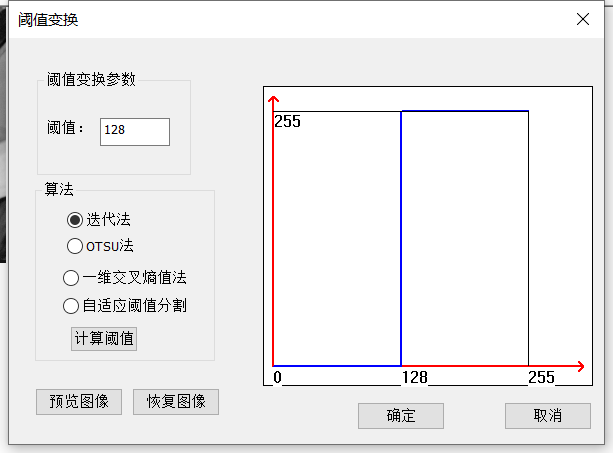 阈值变换
阈值变换参数
阈值： 128
算法
迭代法
OTSU法
一维交叉熵值法
自适应阈值分割
计算阈值
预览图像 恢复图像
255
0 128 255
确定 取消